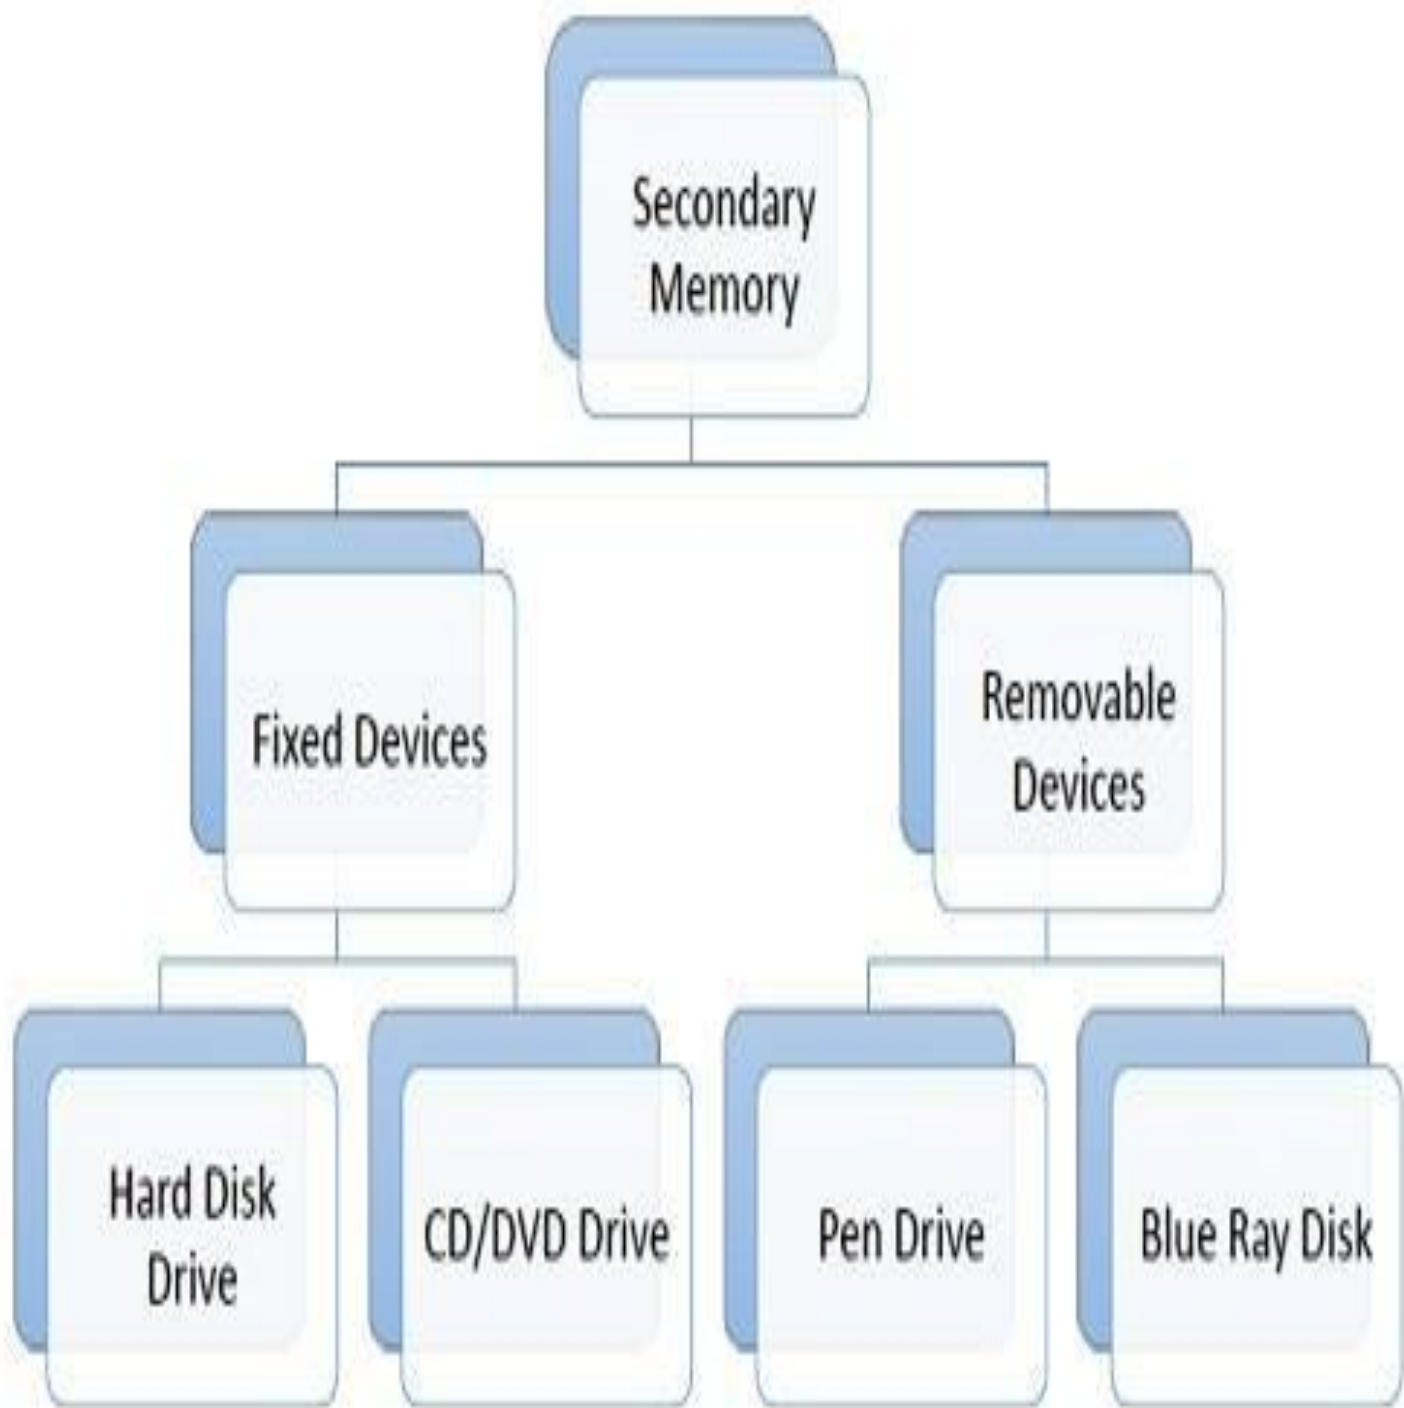 Secondary
Memory
Fixed Devices
Removable
Devices
Hard Disk
Drive
CD/DVD Drive
Pen Drive
Blue Ray Disk